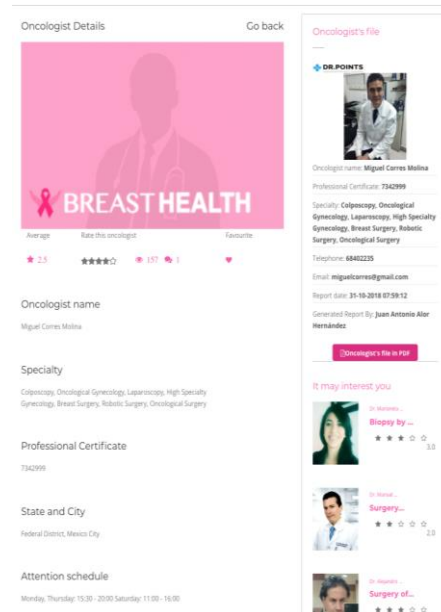 Oncologist Details
Go back
BREAST HEALTH
Average
Rate this oncologist
Favourite
2.5
157
1
Oncologist name
Miguel Corres Molina
Specialty
Colposcopy, Oncological Gynecology, Laparoscopy, High Specialty
Gynecology, Breast Surgery, Robotic Surgery, Oncological Surgery
Professional Certificate
7342999
State and City
Federal District, Mexico City
Attention schedule
Monday, Thursday: 15:30 - 20:00 Saturday: 11:00 - 16:00
Oncologist's file
DR.POINTS
Oncologist name: Miguel Corres Molina
Professional Certificate: 7342999
Specialty: Colposcopy, Oncological
Gynecology, Laparoscopy, High Specialty
Gynecology, Breast Surgery, Robotic
Surgery, Oncological Surgery
Telephone: 68402235
Email: miguelcorres@gmail.com
Report date: 31-10-2018 07:59:12
Generated Report By: Juan Antonio Alor
Hernández
Oncologist's file in PDF
It may interest you
Biopsy by ...
3.0
Surgery...
2.0
Surgery of...